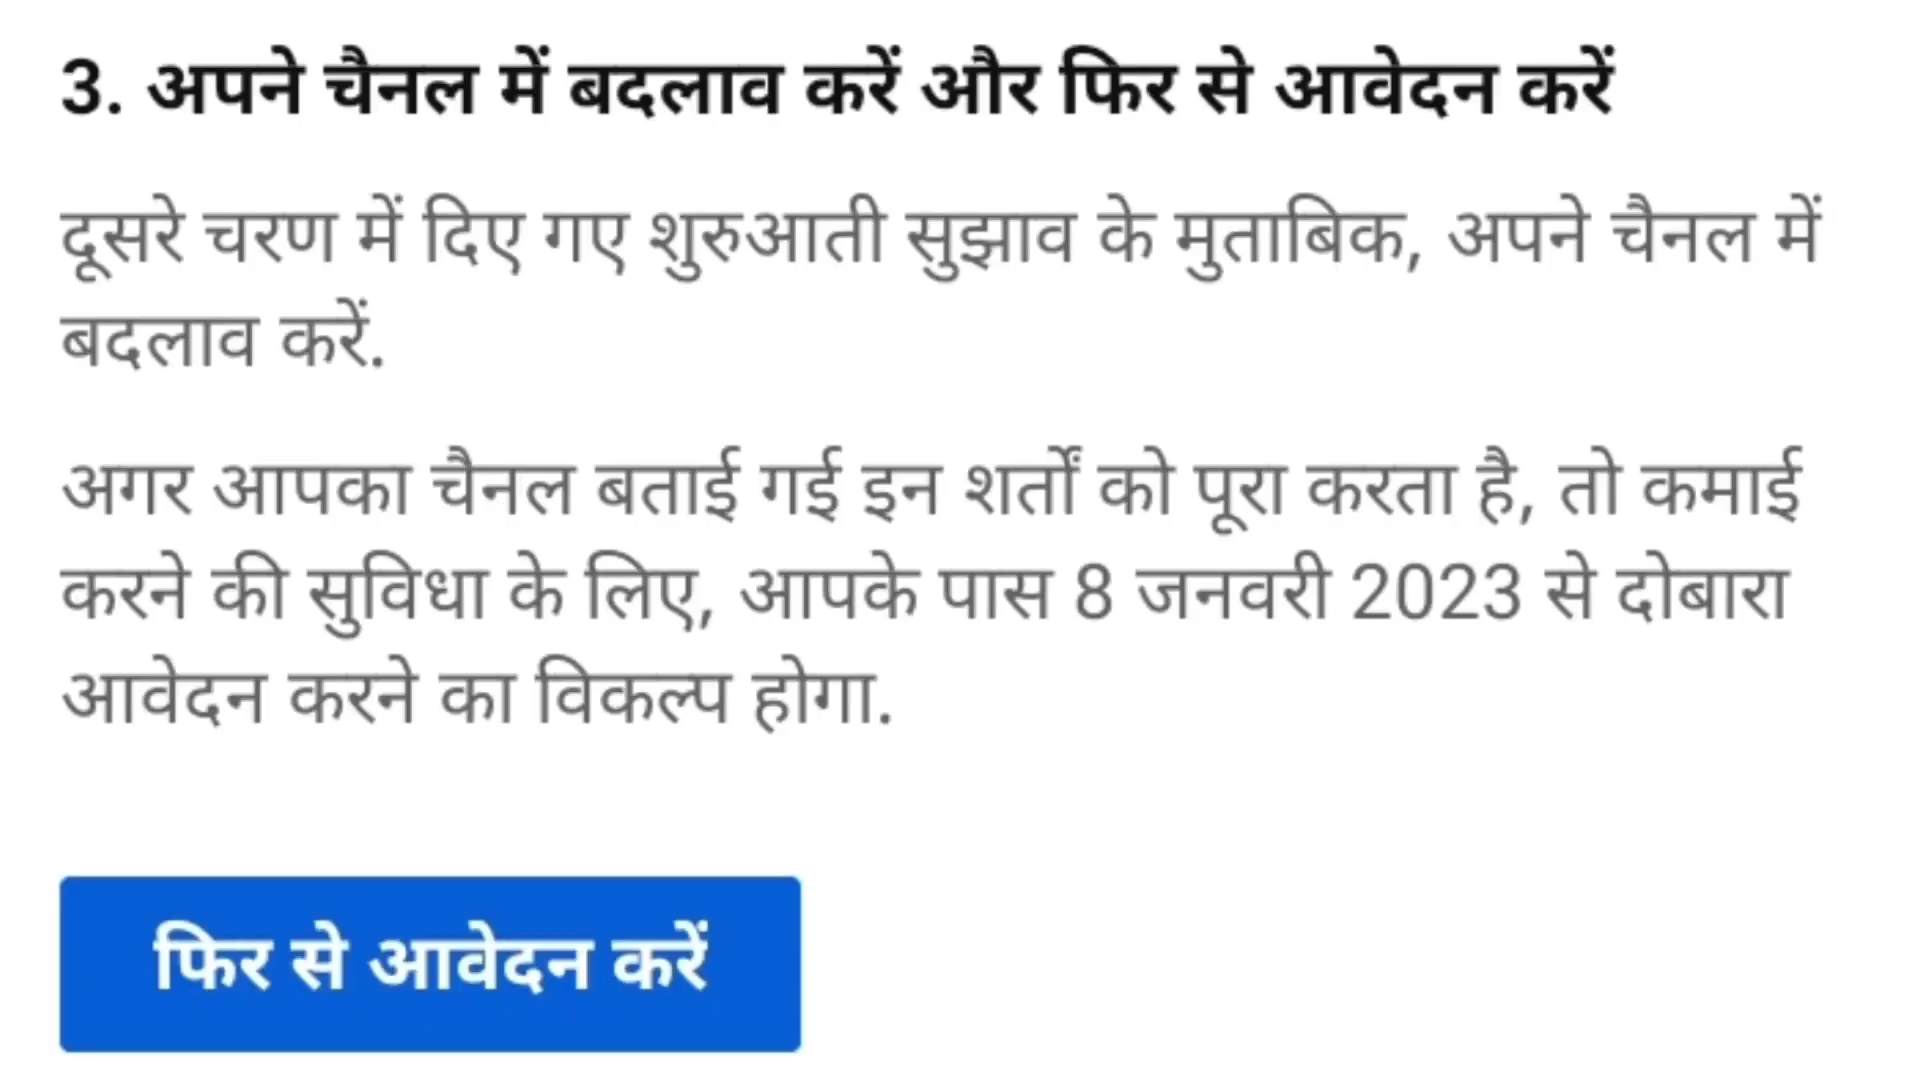 3. अपने चैनल में बदलाव करें और फिर से आवेदन करें
दूसरे चरण में दिए गए शुरुआती सुझाव के मुताबिक, अपने चैनल में
बदलाव करें.
अगर आपका चैनल बताई गई इन शर्तों को पूरा करता है, तो कमाई
करने की सुविधा के लिए, आपके पास 8 जनवरी 2023 से दोबारा
आवेदन करने का विकल्प होगा.
फिर से आवेदन करें